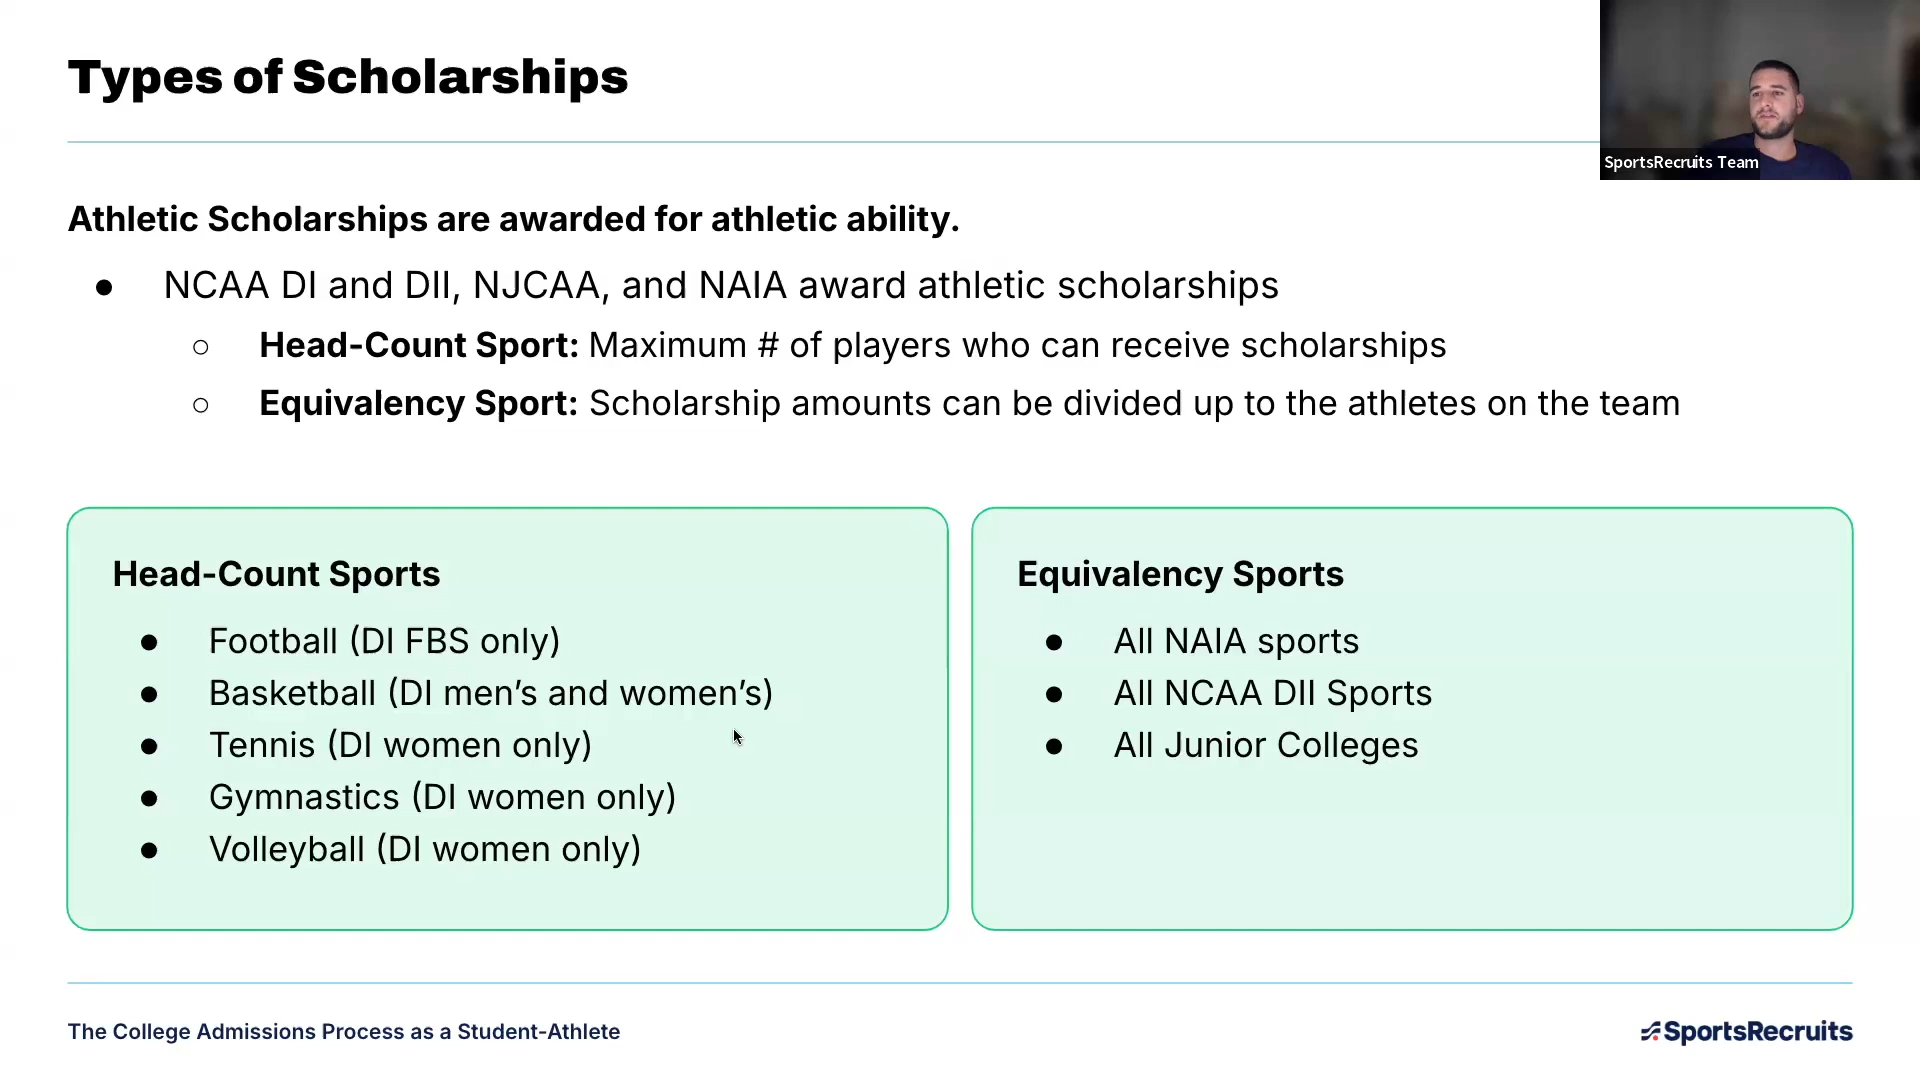 Types of Scholarships
SportsRecruits Team
Athletic Scholarships are awarded for athletic ability.
● NCAA DI and DII, NJCAA, and NAIA award athletic scholarships
○ Head-Count Sport: Maximum # of players who can receive scholarships
○ Equivalency Sport: Scholarship amounts can be divided up to the athletes on the team
Head-Count Sports
● Football (DI FBS only)
● Basketball (DI men’s and women’s)
● Tennis (DI women only)
● Gymnastics (DI women only)
● Volleyball (DI women only)
Equivalency Sports
● All NAIA sports
● All NCAA DII Sports
● All Junior Colleges
The College Admissions Process as a Student-Athlete
SportsRecruits